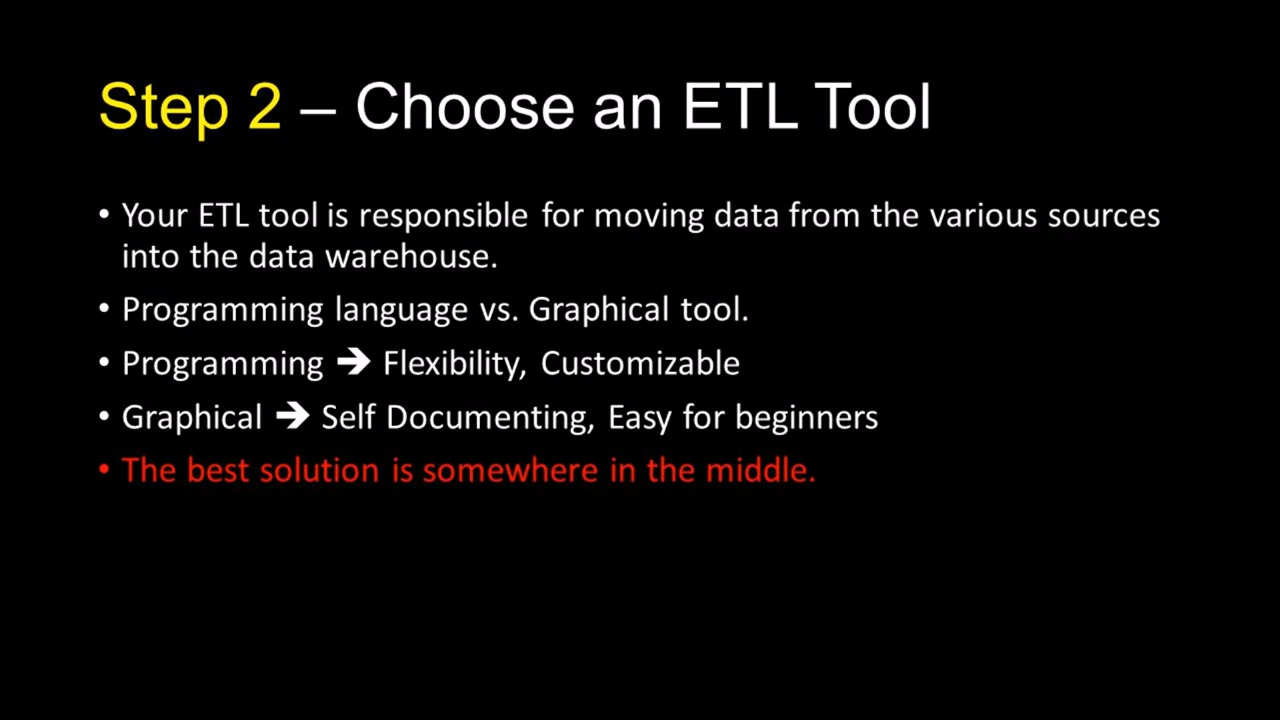 Step 2 – Choose an ETL Tool
• Your ETL tool is responsible for moving data from the various sources
into the data warehouse.
• Programming language vs. Graphical tool.
• Programming ➔ Flexibility, Customizable
• Graphical ➔ Self Documenting, Easy for beginners
• The best solution is somewhere in the middle.